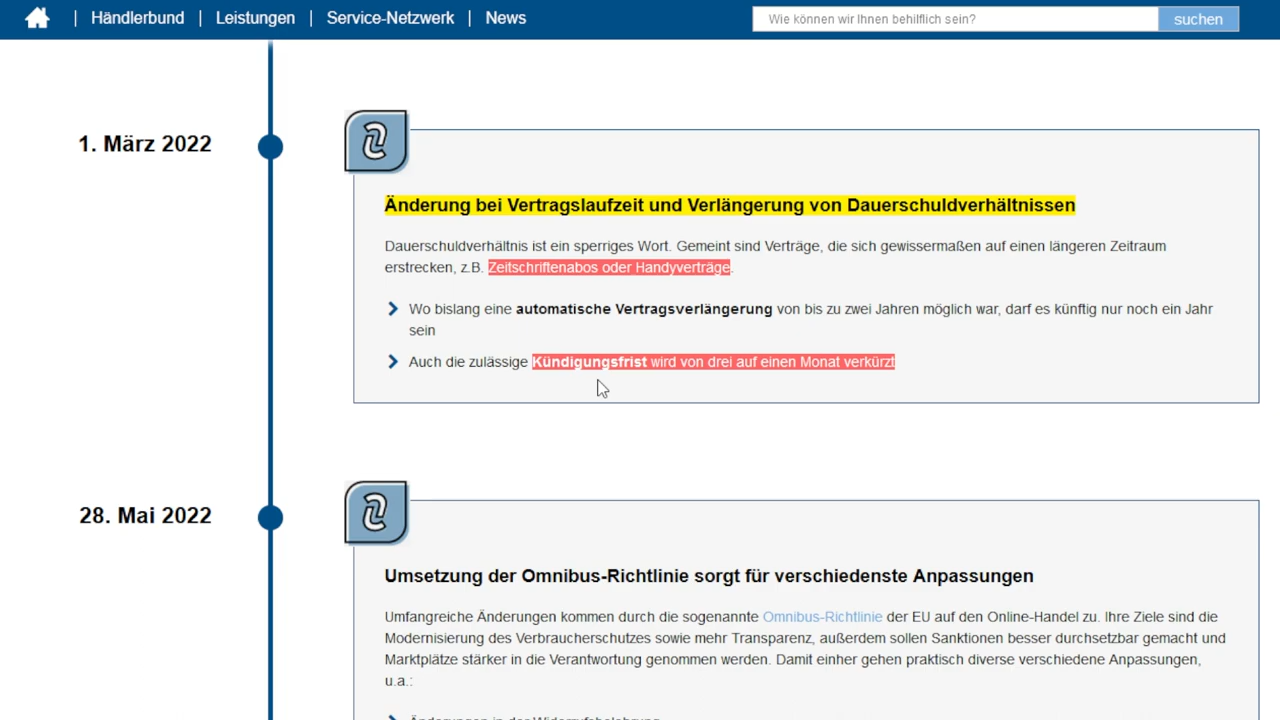 Händlerbund | Leistungen | Service-Netzwerk | News
Wie können wir Ihnen behilflich sein?
suchen
1. März 2022
Änderung bei Vertragslaufzeit und Verlängerung von Dauerschuldverhältnissen
Dauerschuldverhältnis ist ein sperriges Wort. Gemeint sind Verträge, die sich gewissermaßen auf einen längeren Zeitraum
erstrecken, z.B. Zeitschriftenabos oder Handyverträge.
Wo bislang eine automatische Vertragsverlängerung von bis zu zwei Jahren möglich war, darf es künftig nur noch ein Jahr
sein
Auch die zulässige Kündigungsfrist wird von drei auf einen Monat verkürzt
28. Mai 2022
Umsetzung der Omnibus-Richtlinie sorgt für verschiedenste Anpassungen
Umfangreiche Änderungen kommen durch die sogenannte Omnibus-Richtlinie der EU auf den Online-Handel zu. Ihre Ziele sind die
Modernisierung des Verbraucherschutzes sowie mehr Transparenz, außerdem sollen Sanktionen besser durchsetzbar gemacht und
Marktplätze stärker in die Verantwortung genommen werden. Damit einher gehen praktisch diverse verschiedene Anpassungen,
u.a.:
Änderungen in der Widerrufsbelehrung